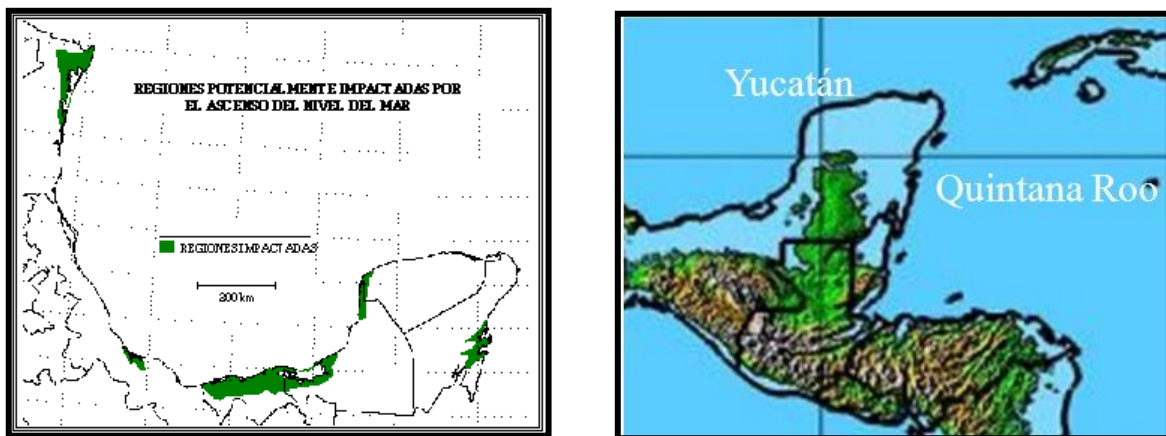 REGIONES POTENCIALMENTE IMPACTADAS POR
EL ASCENSO DEL NIVEL DEL MAR
REGIONES IMPACTADAS
200 km
Yucatán
Quintana Roo